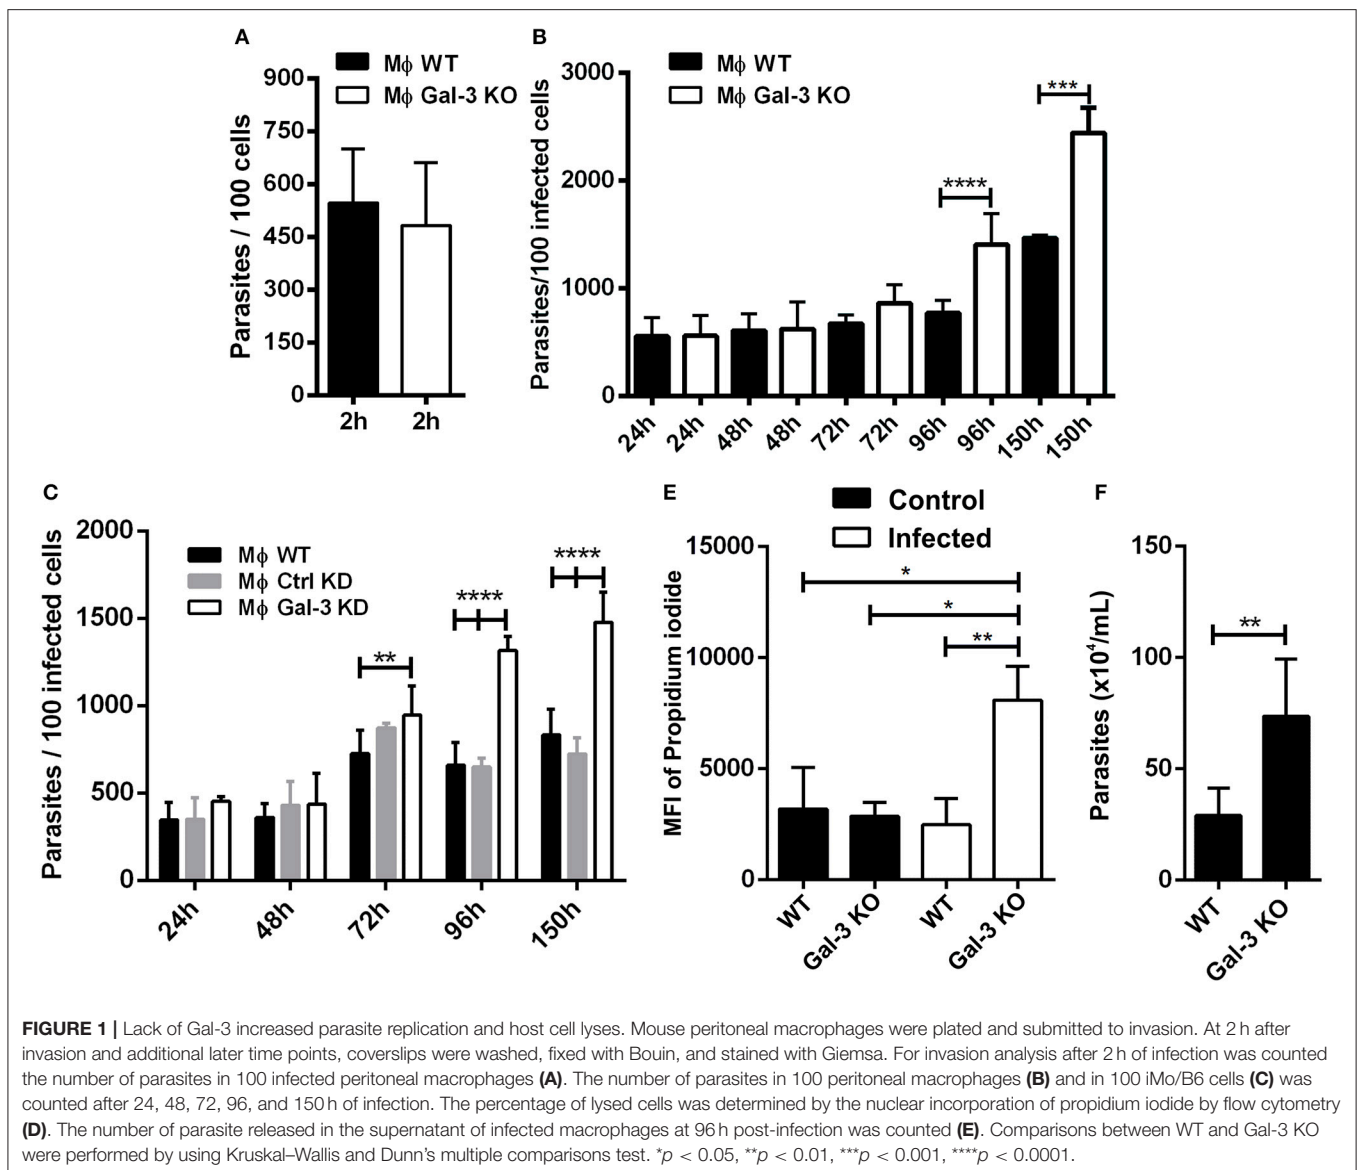 A
Mϕ WT
Mϕ Gal-3 KO
Parasites / 100 cells
900
750
600
450
300
150
0
2h
2h
B
Mϕ WT
Mϕ Gal-3 KO
Parasites/100 infected cells
3000
2000
1000
0
****
***
24h
24h
48h
48h
72h
72h
96h
96h
150h
150h
C
Mϕ WT
Mϕ Ctrl KD
Mϕ Gal-3 KD
Parasites / 100 infected cells
2000
1500
1000
500
0
**
****
****
24h
48h
72h
96h
150h
E
Control
Infected
MFI of Propidium iodide
15000
10000
5000
0
*
*
**
WT
Gal-3 KO
WT
Gal-3 KO
F
Parasites (x10⁴/mL)
150
100
50
0
**
WT
Gal-3 KO
FIGURE 1 | Lack of Gal-3 increased parasite replication and host cell lyses. Mouse peritoneal macrophages were plated and submitted to invasion. At 2 h after
invasion and additional later time points, coverslips were washed, fixed with Bouin, and stained with Giemsa. For invasion analysis after 2 h of infection was counted
the number of parasites in 100 infected peritoneal macrophages (A). The number of parasites in 100 peritoneal macrophages (B) and in 100 iMo/B6 cells (C) was
counted after 24, 48, 72, 96, and 150 h of infection. The percentage of lysed cells was determined by the nuclear incorporation of propidium iodide by flow cytometry
(D). The number of parasite released in the supernatant of infected macrophages at 96 h post-infection was counted (E). Comparisons between WT and Gal-3 KO
were performed by using Kruskal–Wallis and Dunn's multiple comparisons test. *p < 0.05, **p < 0.01, ***p < 0.001, ****p < 0.0001.